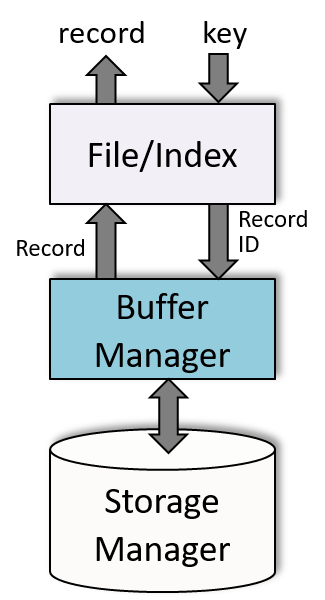 record key
File/Index
Record
Record
ID
Buffer
Manager
Storage
Manager